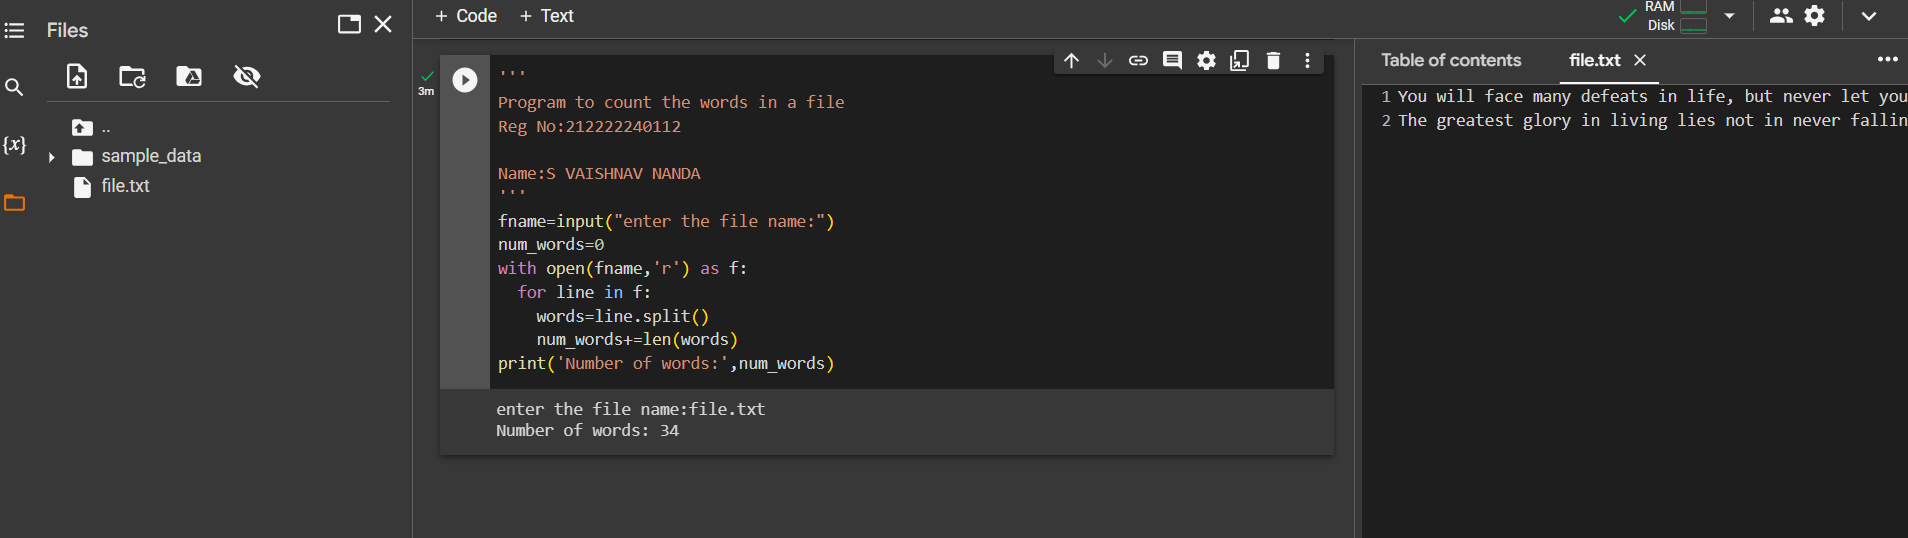 Files
..
sample_data
file.txt
{x}
+ Code + Text
RAM
Disk
3m
'''
Program to count the words in a file
Reg No:212222240112
Name:S VAISHNAV NANDA
'''
fname=input("enter the file name:")
num_words=0
with open(fname,'r') as f:
for line in f:
words=line.split()
num_words+=len(words)
print('Number of words:',num_words)
enter the file name:file.txt
Number of words: 34
Table of contents file.txt
1 You will face many defeats in life, but never let you
2 The greatest glory in living lies not in never fallin